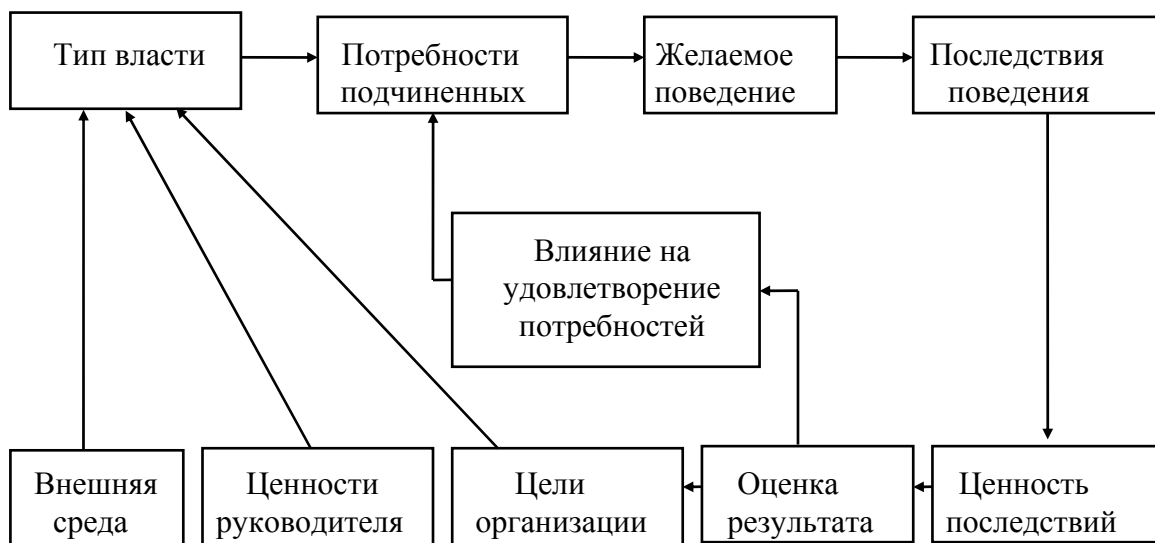 Тип власти
Потребности
подчиненных
Желаемое
поведение
Последствия
поведения
Влияние на
удовлетворение
потребностей
Внешняя
среда
Ценности
руководителя
Цели
организации
Оценка
результата
Ценность
последствий